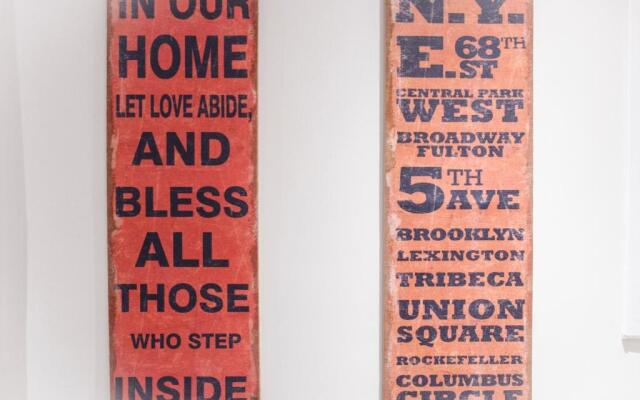 IN OUR
HOME
LET LOVE ABIDE,
AND
BLESS
ALL
THOSE
WHO STEP
INSIDE.
N.Y.
E. 68TH ST
CENTRAL PARK
WEST
BROADWAY
FULTON
5TH AVE
BROOKLYN
LEXINGTON
TRIBECA
UNION
SQUARE
ROCKEFELLER
COLUMBUS
CIRCLE